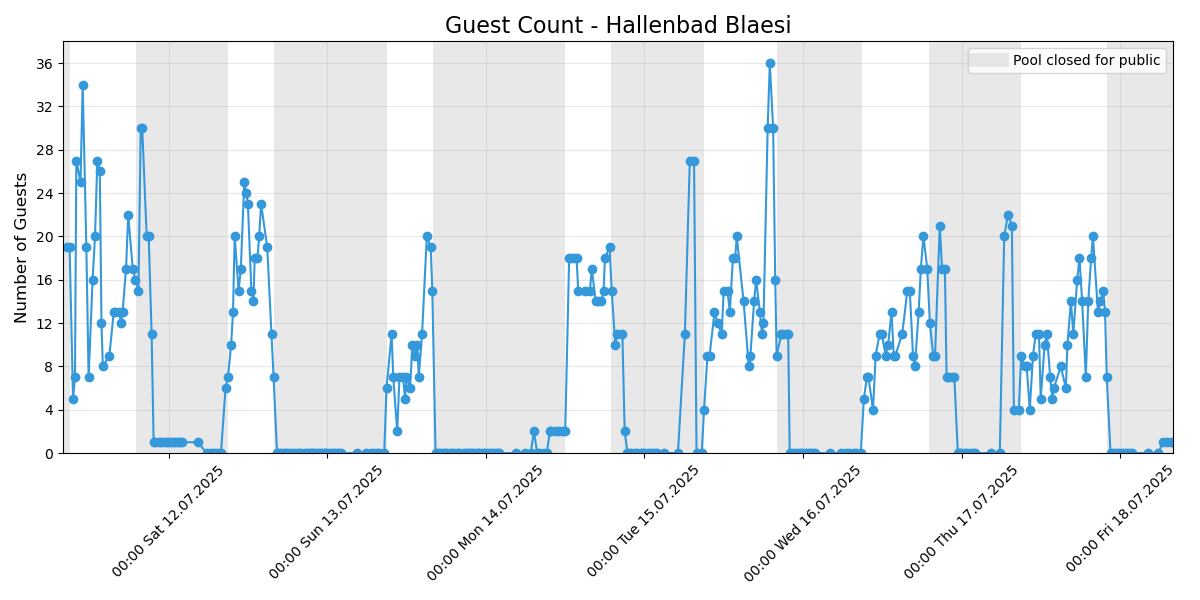 Guest Count - Hallenbad Blaesi
Pool closed for public
Number of Guests
36
32
28
24
20
16
12
8
4
0
00:00 Sat 12.07.2025
00:00 Sun 13.07.2025
00:00 Mon 14.07.2025
00:00 Tue 15.07.2025
00:00 Wed 16.07.2025
00:00 Thu 17.07.2025
00:00 Fri 18.07.2025